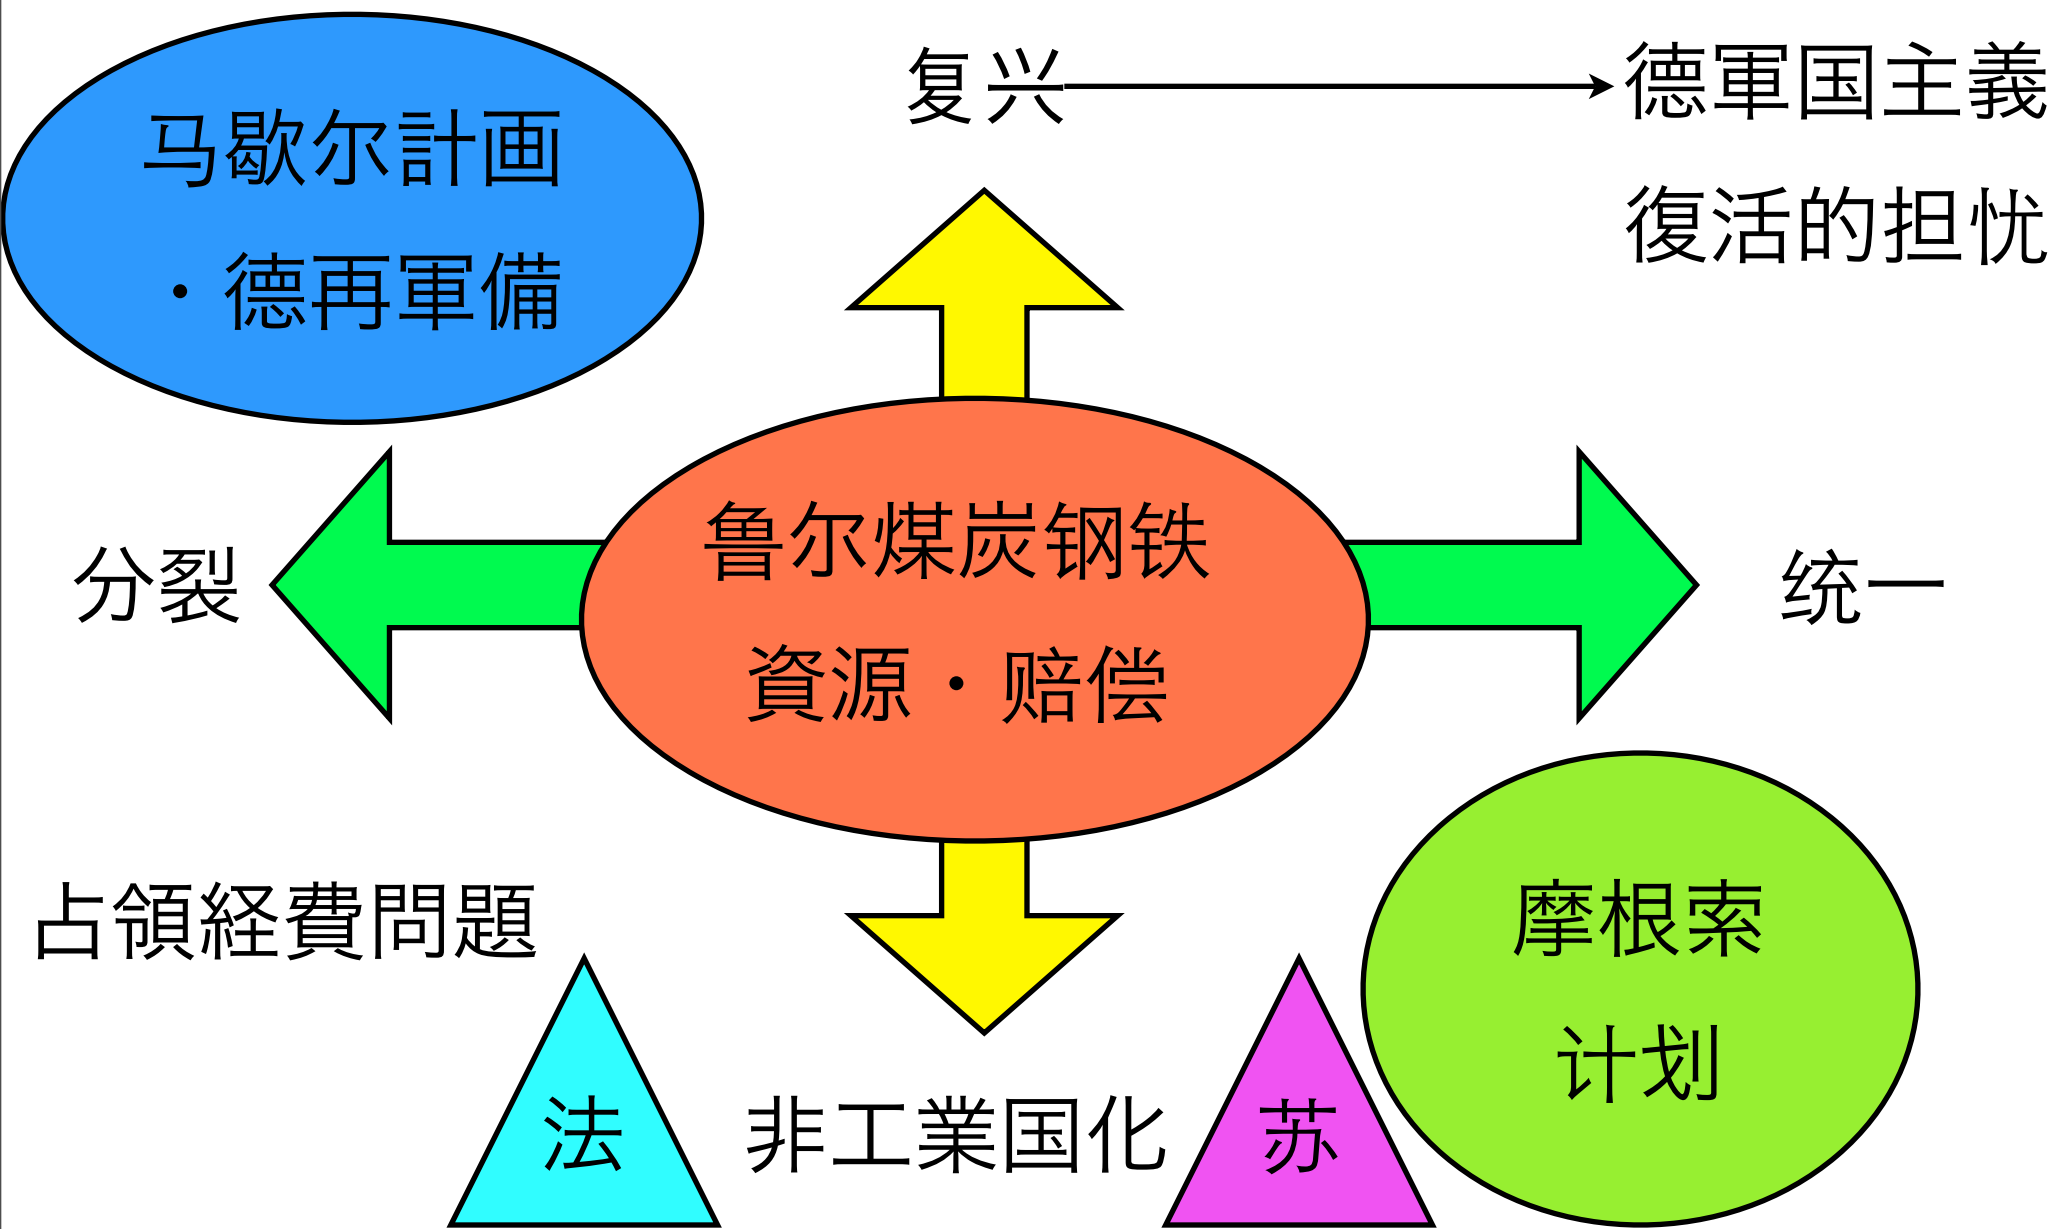 马歇尔計画
・德再軍備
复兴
德軍国主義
復活的担忧
分裂
鲁尔煤炭钢铁
資源・赔偿
统一
占領経費問題
法
非工業国化
苏
摩根索
计划